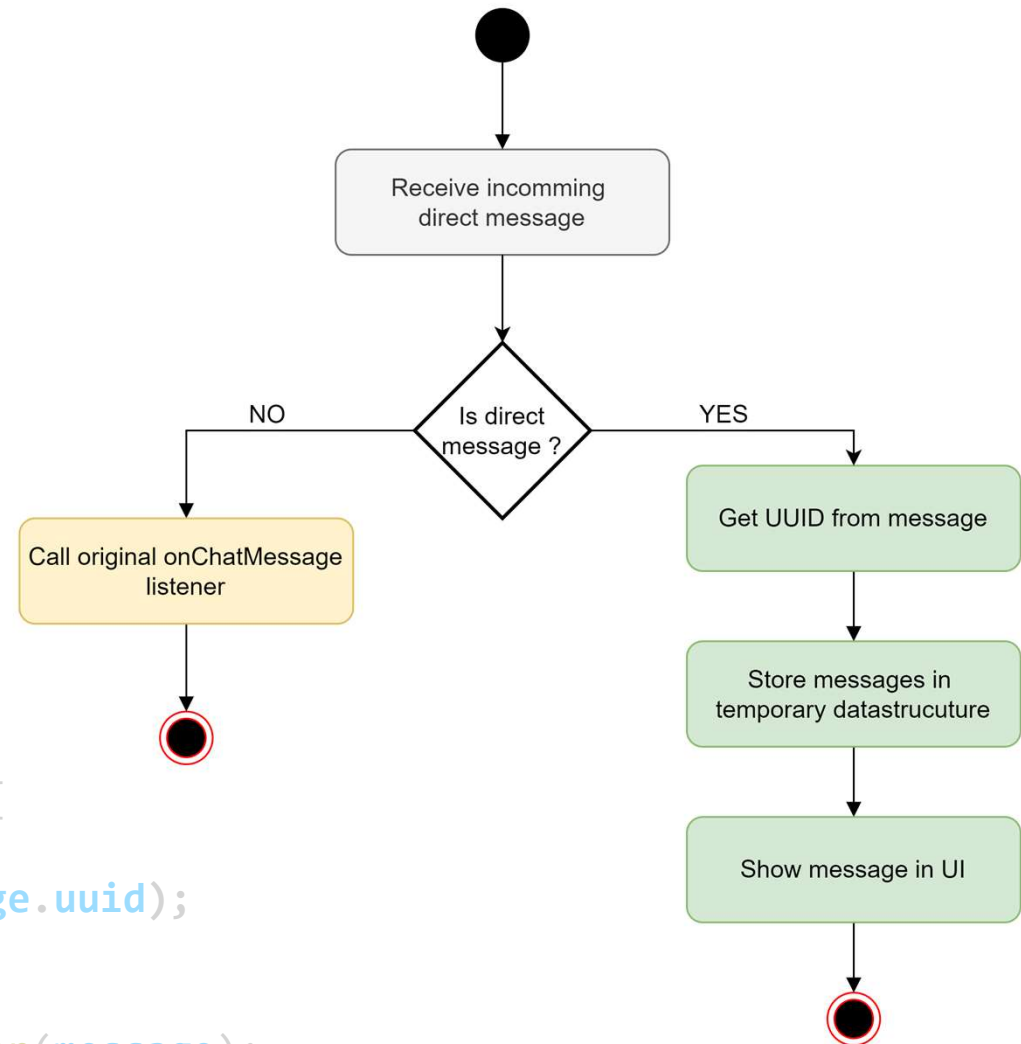 Receive incomming
direct message
Is direct
message ?
NO
YES
Call original onChatMessage
listener
Get UUID from message
Store messages in
temporary datastrucuture
Show message in UI
.uuid);
(message);